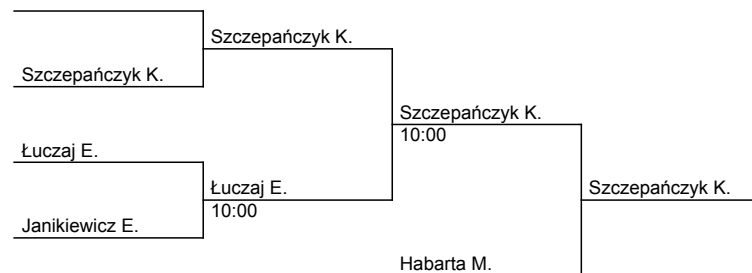 Szczepańczyk K.
Szczepańczyk K.
Szczepańczyk K.
10:00
Łuczaj E.
Łuczaj E.
10:00
Szczepańczyk K.
Janikiewicz E.
Habarta M.